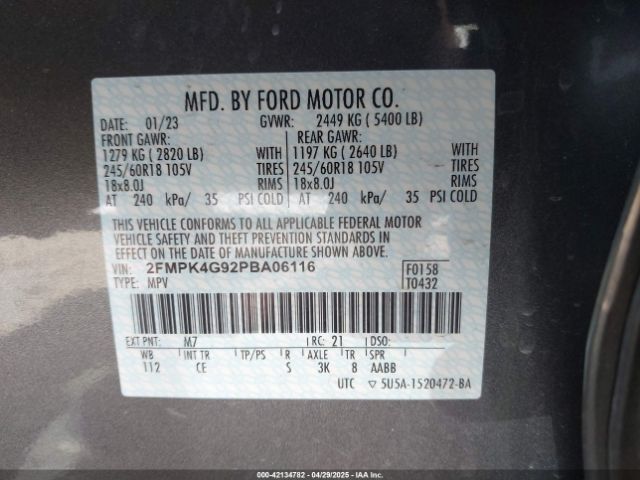 MFD. BY FORD MOTOR CO.
DATE: 01/23 GVWR: 2449 KG ( 5400 LB)
FRONT GAWR: REAR GAWR:
1279 KG ( 2820 LB) WITH 1197 KG ( 2640 LB) WITH
245/60R18 105V TIRES 245/60R18 105V TIRES
18x8.0J RIMS 18x8.0J RIMS
AT 240 kPa/ 35 PSI COLD AT 240 kPa/ 35 PSI COLD
THIS VEHICLE CONFORMS TO ALL APPLICABLE FEDERAL MOTOR
VEHICLE SAFETY AND THEFT PREVENTION STANDARDS IN
EFFECT ON THE DATE OF MANUFACTURE SHOWN ABOVE.
VIN: 2FMPK4G92PBA06116 F0158
TYPE: MPV T0432
EXT PNT: M7 RC: 21 DSO:
WB INT TR TP/PS R AXLE TR SPR
112 CE S 3K 8 AABB
UTC 5U5A-1520472-BA
000-42134782 04/29/2025 IAAI.COM